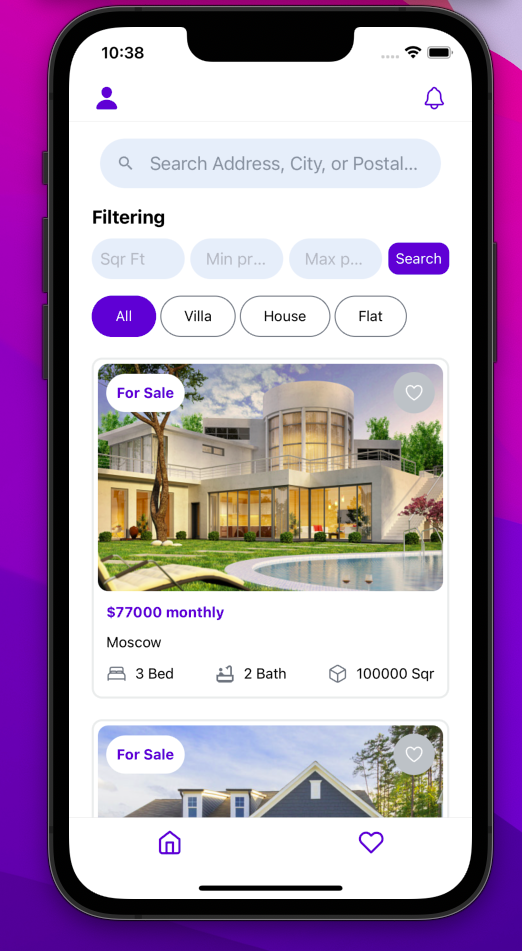 10:38
Search Address, City, or Postal...
Filtering
Sqr Ft Min pr... Max p... Search
All Villa House Flat
For Sale
$77000 monthly
Moscow
3 Bed 2 Bath 100000 Sqr
For Sale